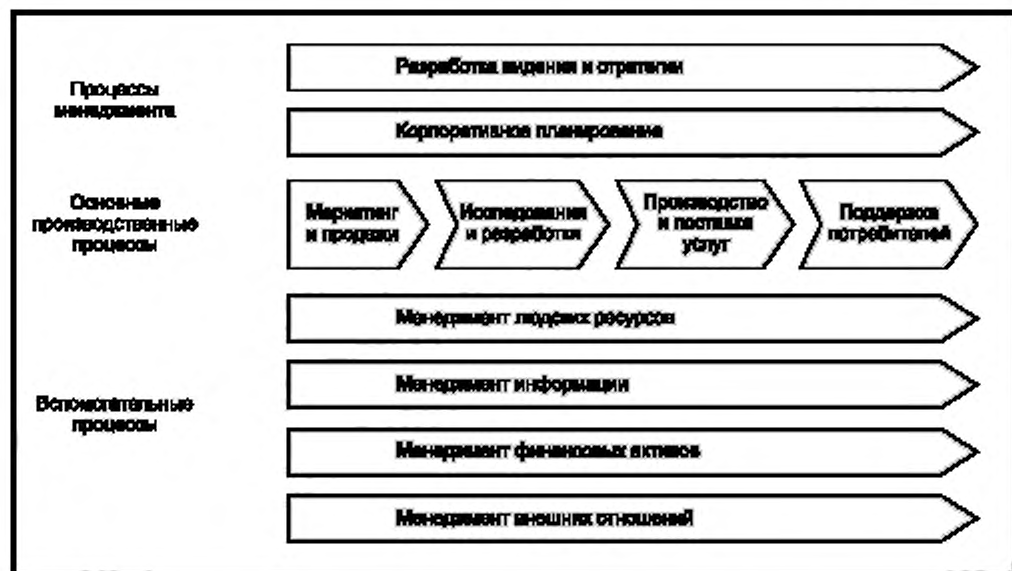 Процессы
менеджмента
Разработка видения и стратегии
Корпоративное планирование
Основные
производственные
процессы
Маркетинг
и продажи
Исследования
и разработка
Производство
и поставка
услуг
Поддержка
потребителей
Вспомогательные
процессы
Менеджмент людских ресурсов
Менеджмент информации
Менеджмент финансовых активов
Менеджмент внешних отношений